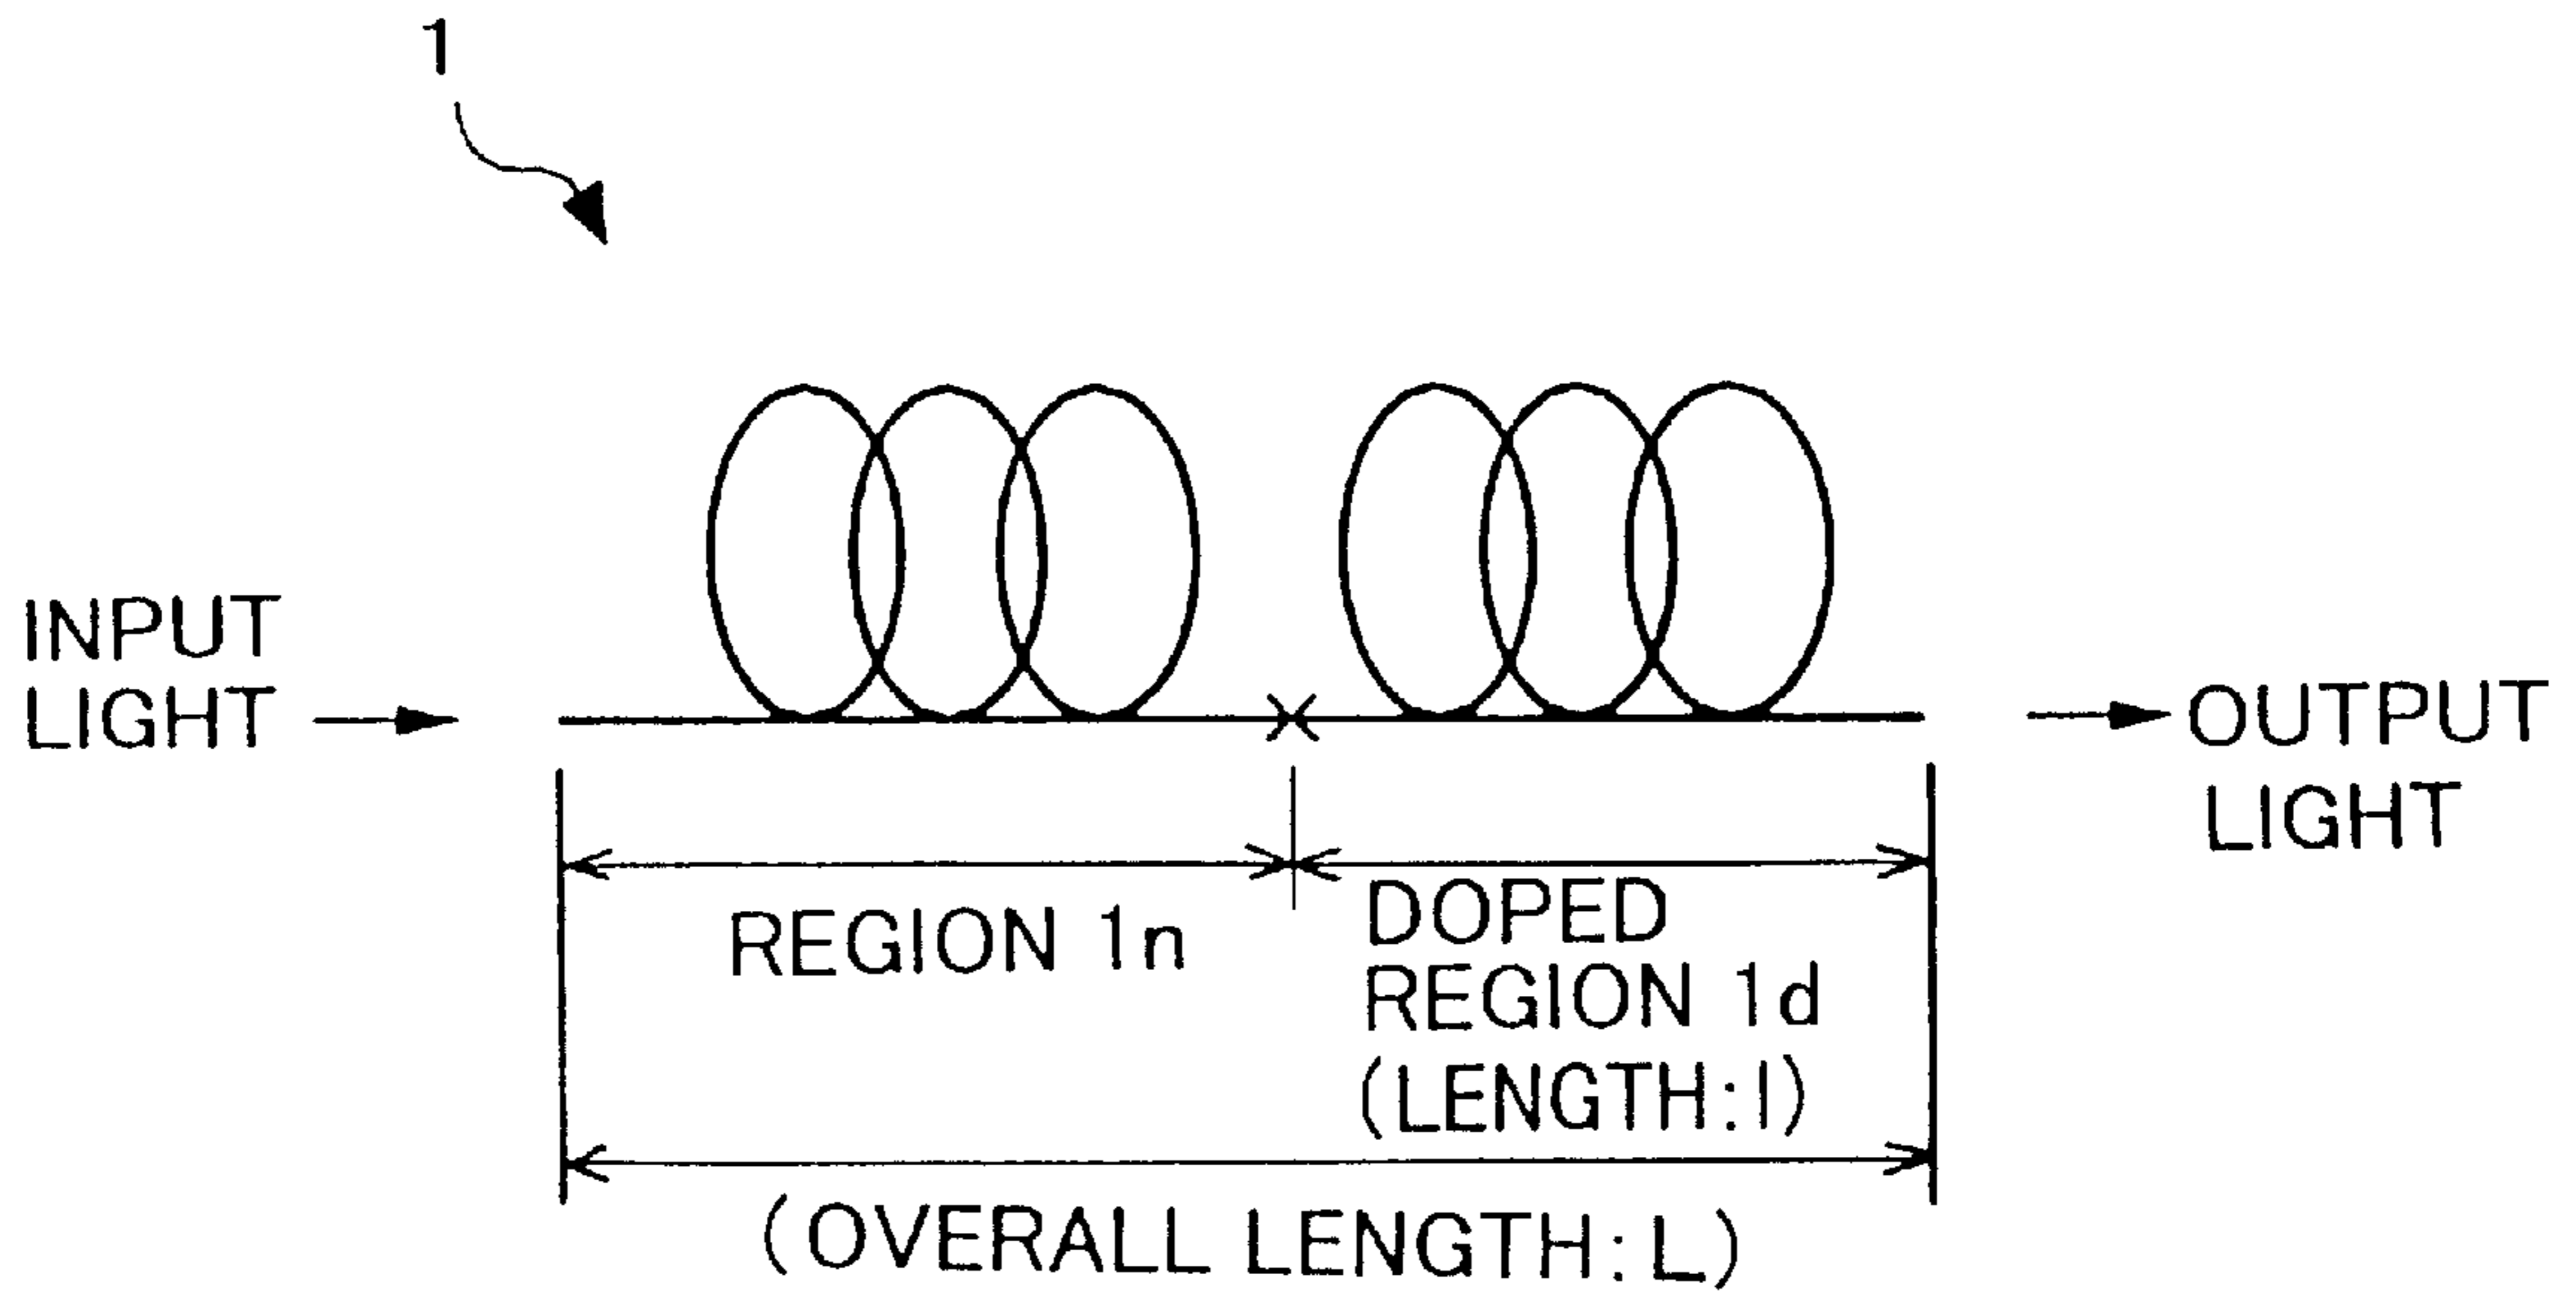 1
INPUT
LIGHT
OUTPUT
LIGHT
REGION 1n
DOPED
REGION 1d
(LENGTH:l)
(OVERALL LENGTH:L)